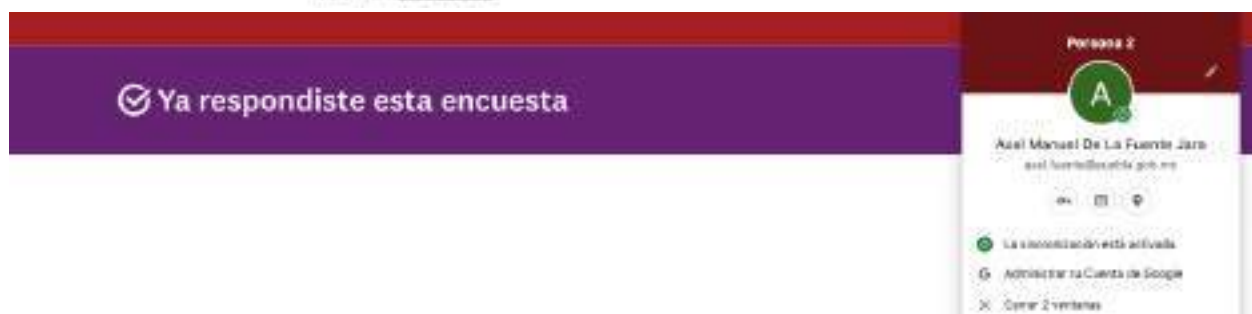 Ya respondiste esta encuesta
Persona 2
A
Axel Manuel De La Fuente Jara
La sincronización está activada
G Administrar tu Cuenta de Google
Cerrar 2 ventanas